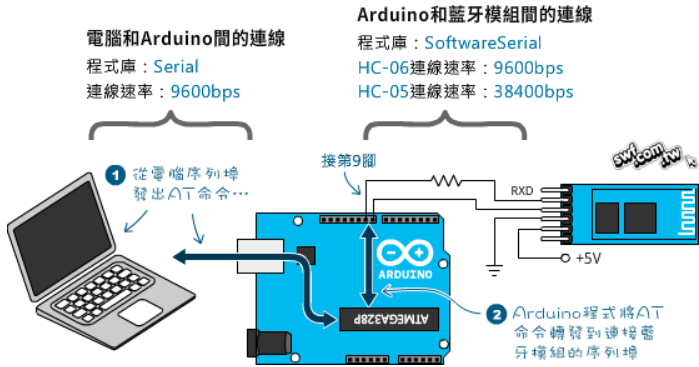 電腦和Arduino間的連線
程式庫：Serial
連線速率：9600bps
Arduino和藍牙模組間的連線
程式庫：SoftwareSerial
HC-06連線速率：9600bps
HC-05連線速率：38400bps
swf.com.tw
1 從電腦序列埠
發出AT命令…
接第9腳
RXD
+5V
ARDUINO
ATMEGA328P
2 Arduino程式將AT
命令轉發到連接藍
牙模組的序列埠